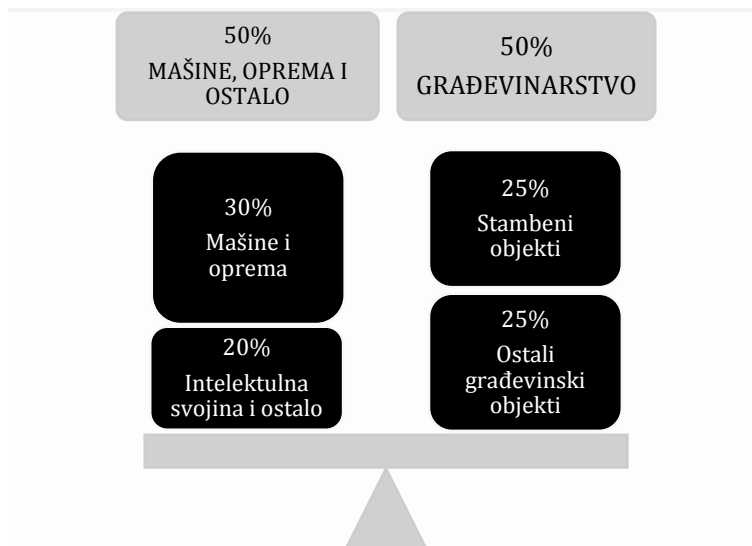 50%
MAŠINE, OPREMA I
OSTALO
50%
GRAĐEVINARSTVO
30%
Mašine i
oprema
20%
Intelektulna
svojina i ostalo
25%
Stambeni
objekti
25%
Ostali
građevinski
objekti